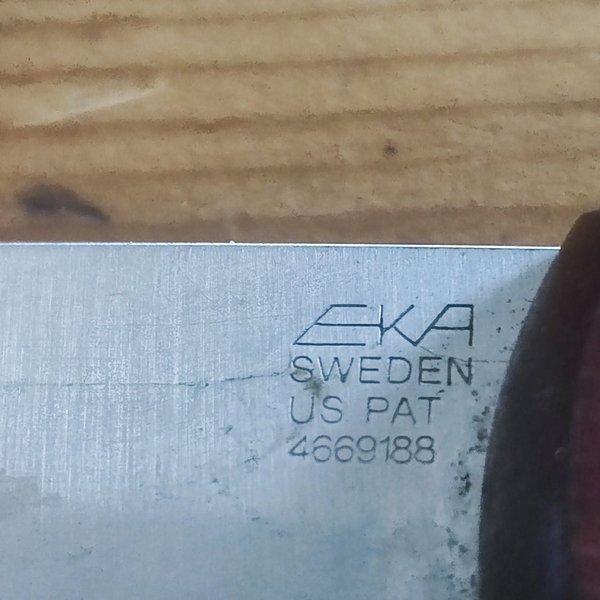 EKA
SWEDEN
US PAT
4669188